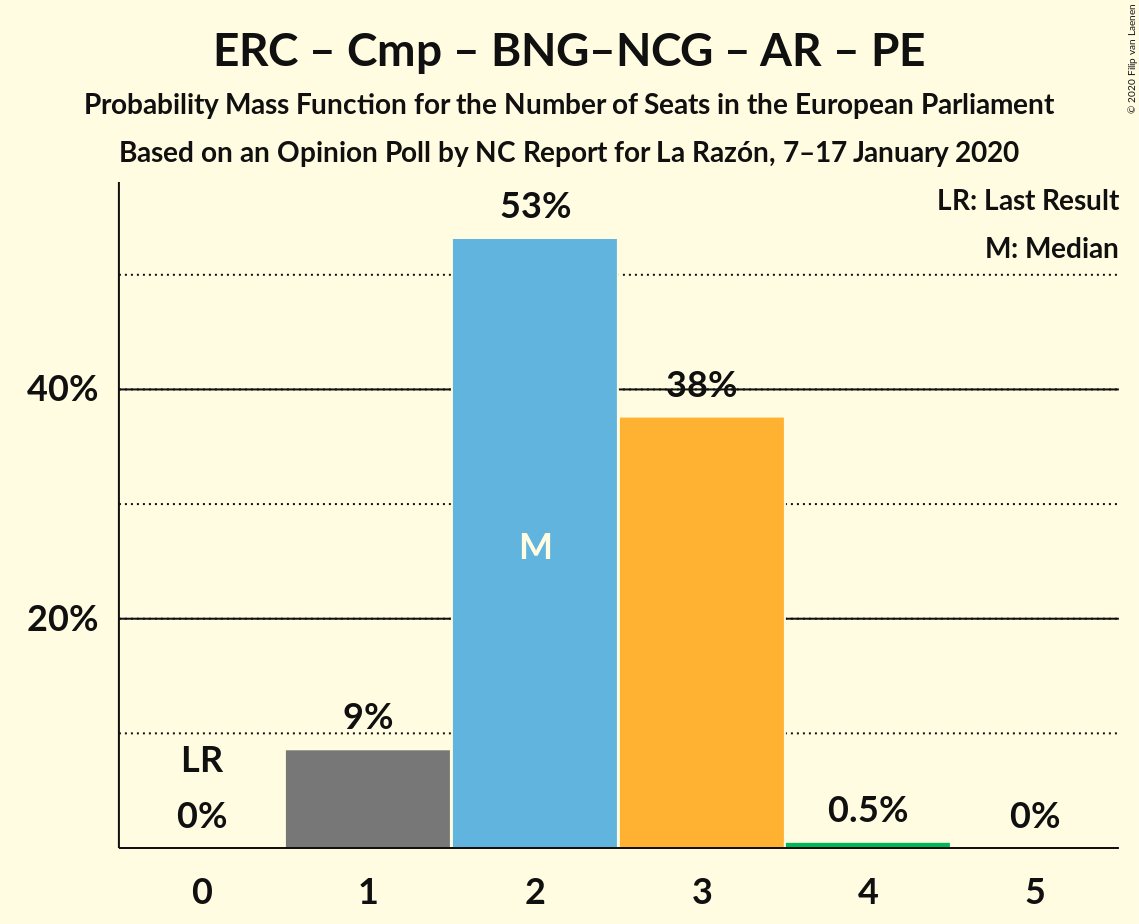 ERC – Cmp – BNG–NCG – AR – PE
Probability Mass Function for the Number of Seats in the European Parliament
Based on an Opinion Poll by NC Report for La Razón, 7–17 January 2020
© 2020 Filip van Laenen
LR: Last Result
M: Median
53%
40%
38%
M
20%
9%
LR
0%
0.5%
0%
0 1 2 3 4 5